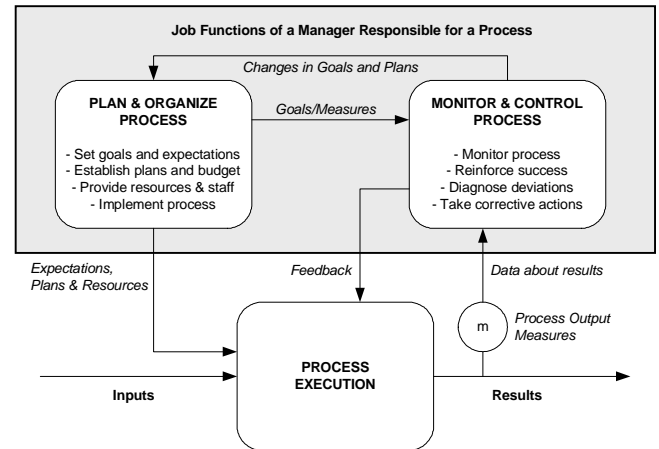 Job Functions of a Manager Responsible for a Process
Changes in Goals and Plans
PLAN & ORGANIZE
PROCESS
- Set goals and expectations
- Establish plans and budget
- Provide resources & staff
- Implement process
Goals/Measures
MONITOR & CONTROL
PROCESS
- Monitor process
- Reinforce success
- Diagnose deviations
- Take corrective actions
Expectations,
Plans & Resources
Feedback
Data about results
m
Process Output
Measures
PROCESS
EXECUTION
Inputs
Results